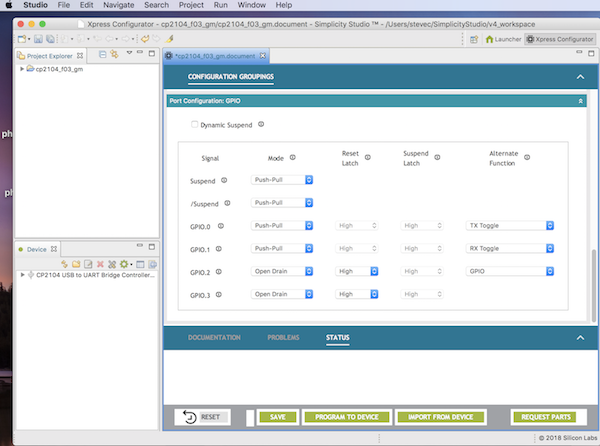 Studio File Edit Navigate Search Project Run Window Help
Xpress Configurator - cp2104_f03_gm/cp2104_f03_gm.document - Simplicity Studio ™ - /Users/stevec/SimplicityStudio/v4_workspace
Launcher Xpress Configurator
Project Explorer
cp2104_f03_gm
*cp2104_f03_gm.document
CONFIGURATION GROUPINGS
Port Configuration: GPIO
Dynamic Suspend
Signal Mode Reset Latch Suspend Latch Alternate Function
Suspend Push-Pull
/Suspend Push-Pull
GPIO.0 Push-Pull High High TX Toggle
GPIO.1 Push-Pull High High RX Toggle
GPIO.2 Open Drain High High GPIO
GPIO.3 Open Drain High High
ph
ph
Device
CP2104 USB to UART Bridge Controller...
DOCUMENTATION PROBLEMS STATUS
RESET SAVE PROGRAM TO DEVICE IMPORT FROM DEVICE REQUEST PARTS
© 2018 Silicon Labs